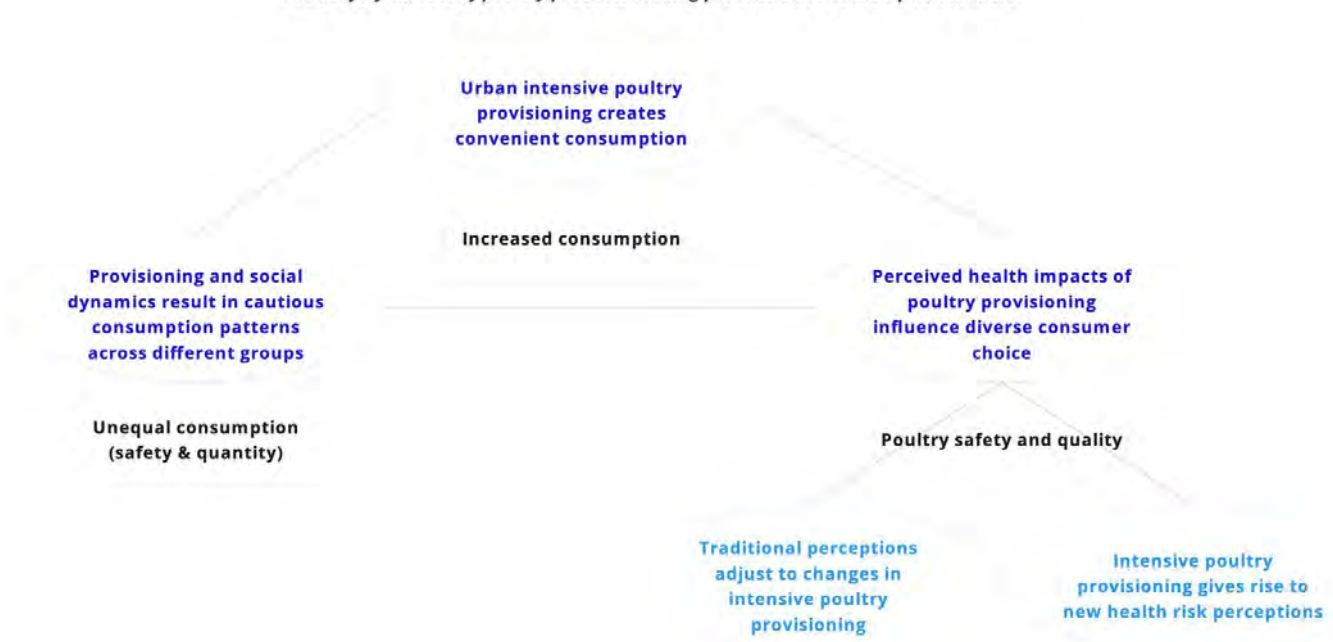 Urban intensive poultry
provisioning creates
convenient consumption
Increased consumption
Provisioning and social
dynamics result in cautious
consumption patterns
across different groups
Perceived health impacts of
poultry provisioning
influence diverse consumer
choice
Unequal consumption
(safety & quantity)
Poultry safety and quality
Traditional perceptions
adjust to changes in
intensive poultry
provisioning
Intensive poultry
provisioning gives rise to
new health risk perceptions